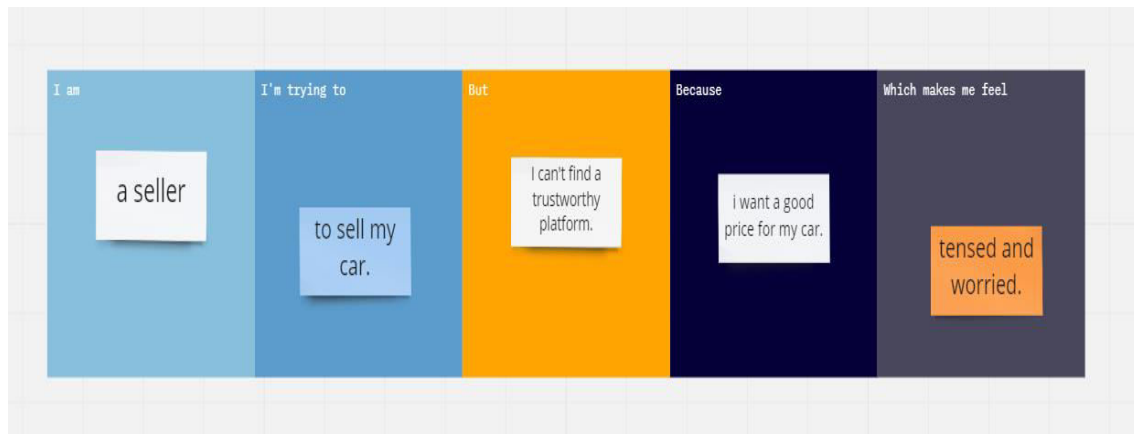 I am
a seller
I'm trying to
to sell my
car.
But
I can't find a
trustworthy
platform.
Because
i want a good
price for my car.
Which makes me feel
tensed and
worried.